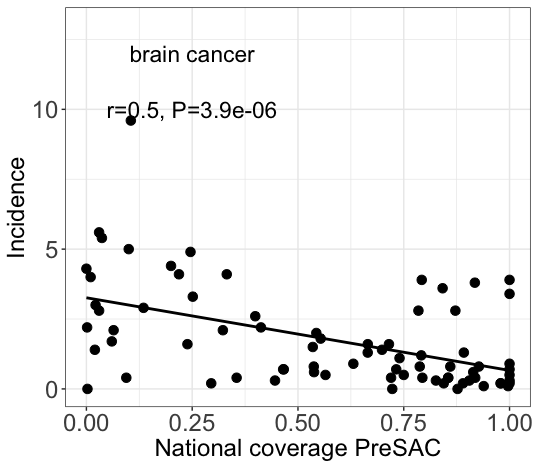 brain cancer
r=0.5, P=3.9e-06
10
5
0
Incidence
0.00 0.25 0.50 0.75 1.00
National coverage PreSAC